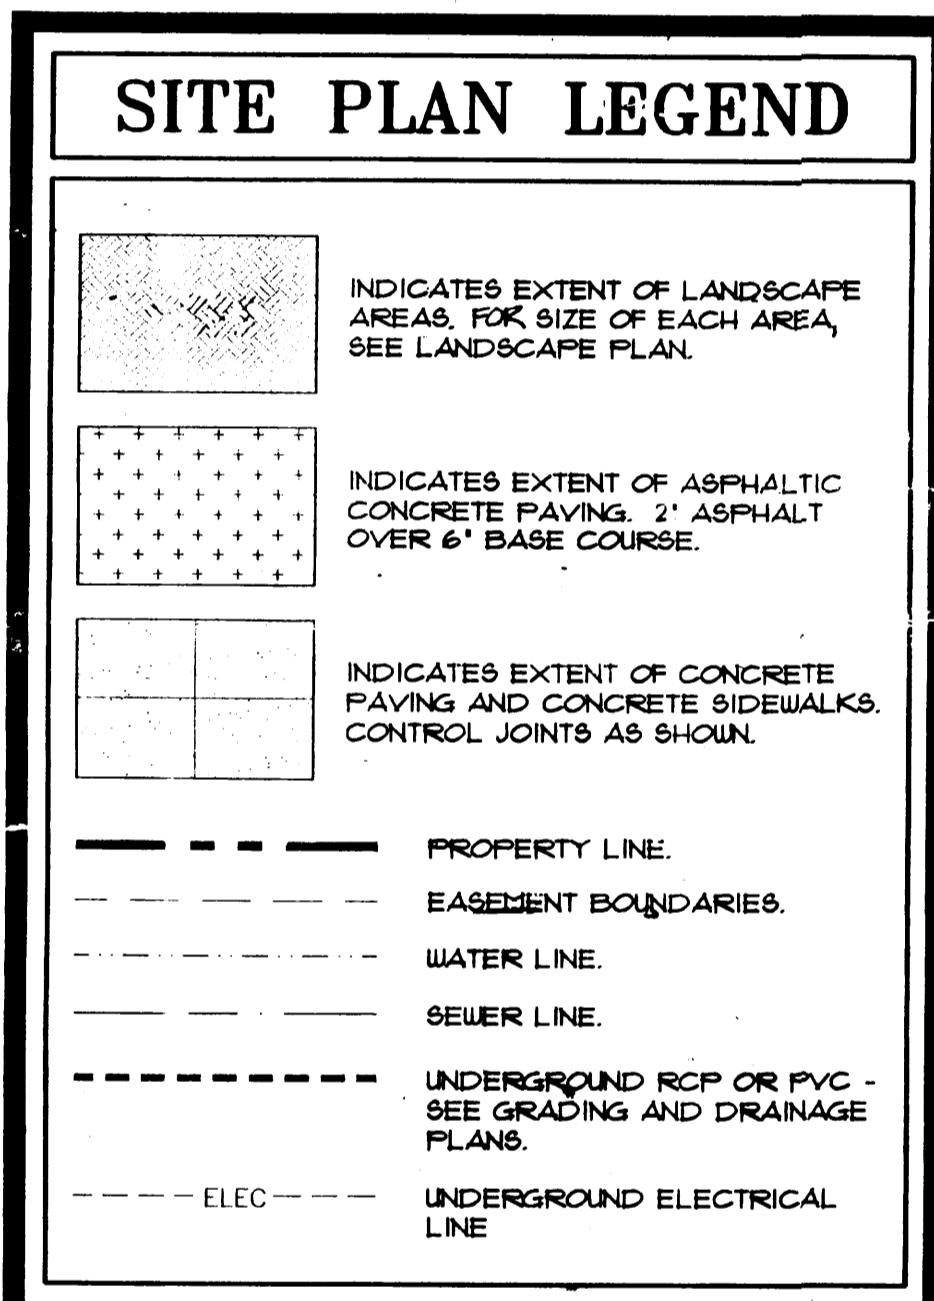 SITE PLAN LEGEND
INDICATES EXTENT OF LANDSCAPE
AREAS. FOR SIZE OF EACH AREA,
SEE LANDSCAPE PLAN.
INDICATES EXTENT OF ASPHALTIC
CONCRETE PAVING. 2" ASPHALT
OVER 6" BASE COURSE.
INDICATES EXTENT OF CONCRETE
PAVING AND CONCRETE SIDEWALKS.
CONTROL JOINTS AS SHOWN.
PROPERTY LINE.
EASEMENT BOUNDARIES.
WATER LINE.
SEWER LINE.
UNDERGROUND RCP OR PVC -
SEE GRADING AND DRAINAGE
PLANS.
ELEC
UNDERGROUND ELECTRICAL
LINE